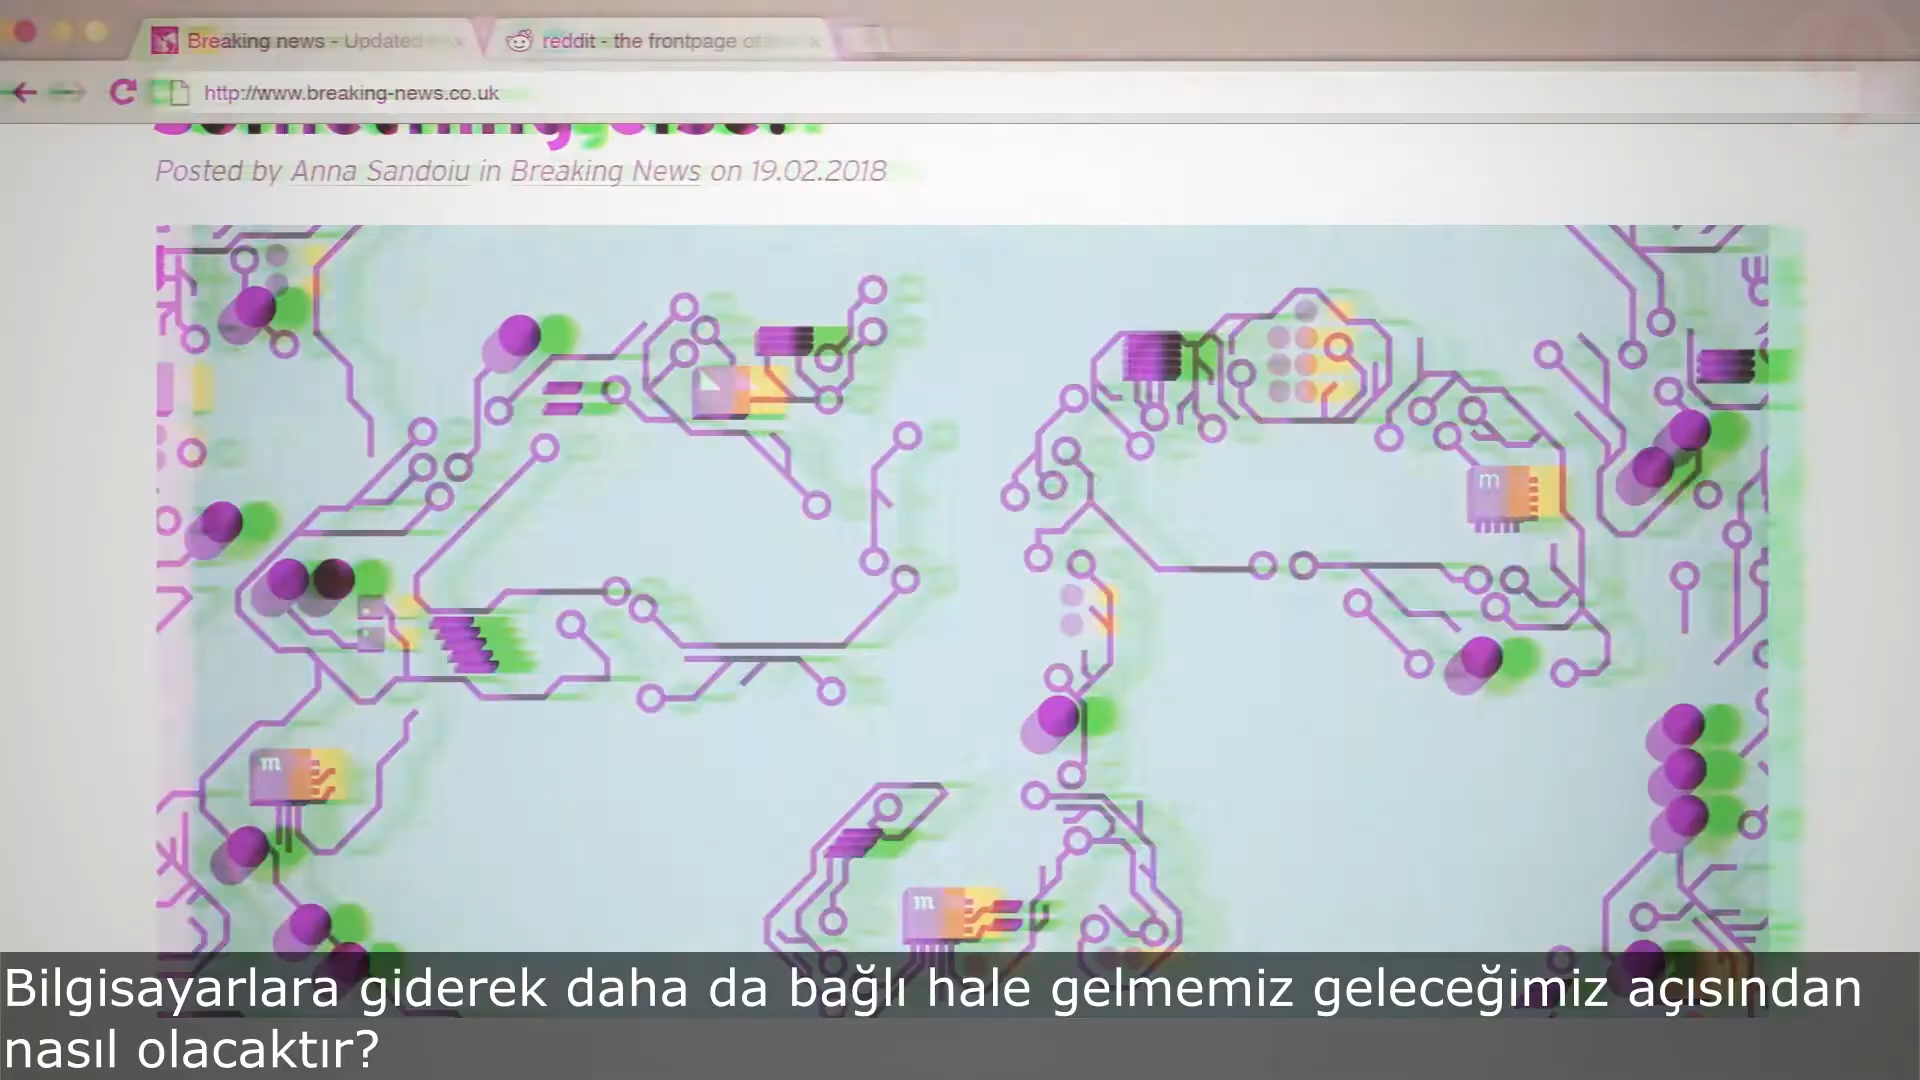 Breaking news - Updated
reddit - the frontpage of
http://www.breaking-news.co.uk
Posted by Anna Sandoiu in Breaking News on 19.02.2018
m
m
m
Bilgisayarlara giderek daha da bağlı hale gelmemiz geleceğimiz açısından
nasıl olacaktır?